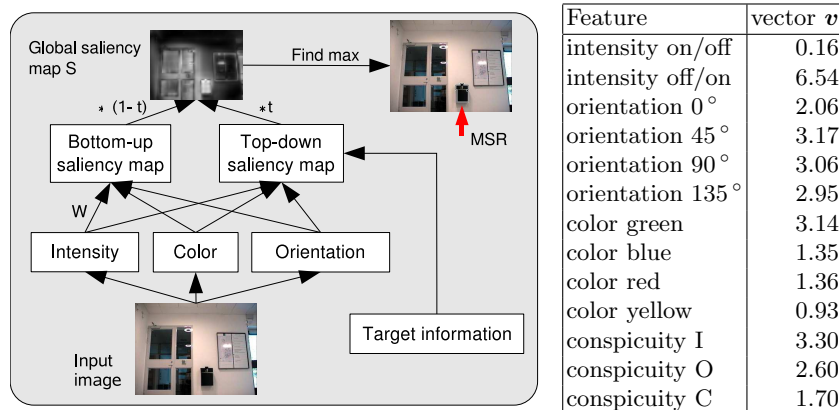 Global saliency
map S
Find max
* (1- t)
*t
MSR
Bottom-up
saliency map
Top-down
saliency map
W
Intensity
Color
Orientation
Target information
Input
image
Feature vector v
intensity on/off 0.16
intensity off/on 6.54
orientation 0° 2.06
orientation 45° 3.17
orientation 90° 3.06
orientation 135° 2.95
color green 3.14
color blue 1.35
color red 1.36
color yellow 0.93
conspicuity I 3.30
conspicuity O 2.60
conspicuity C 1.70